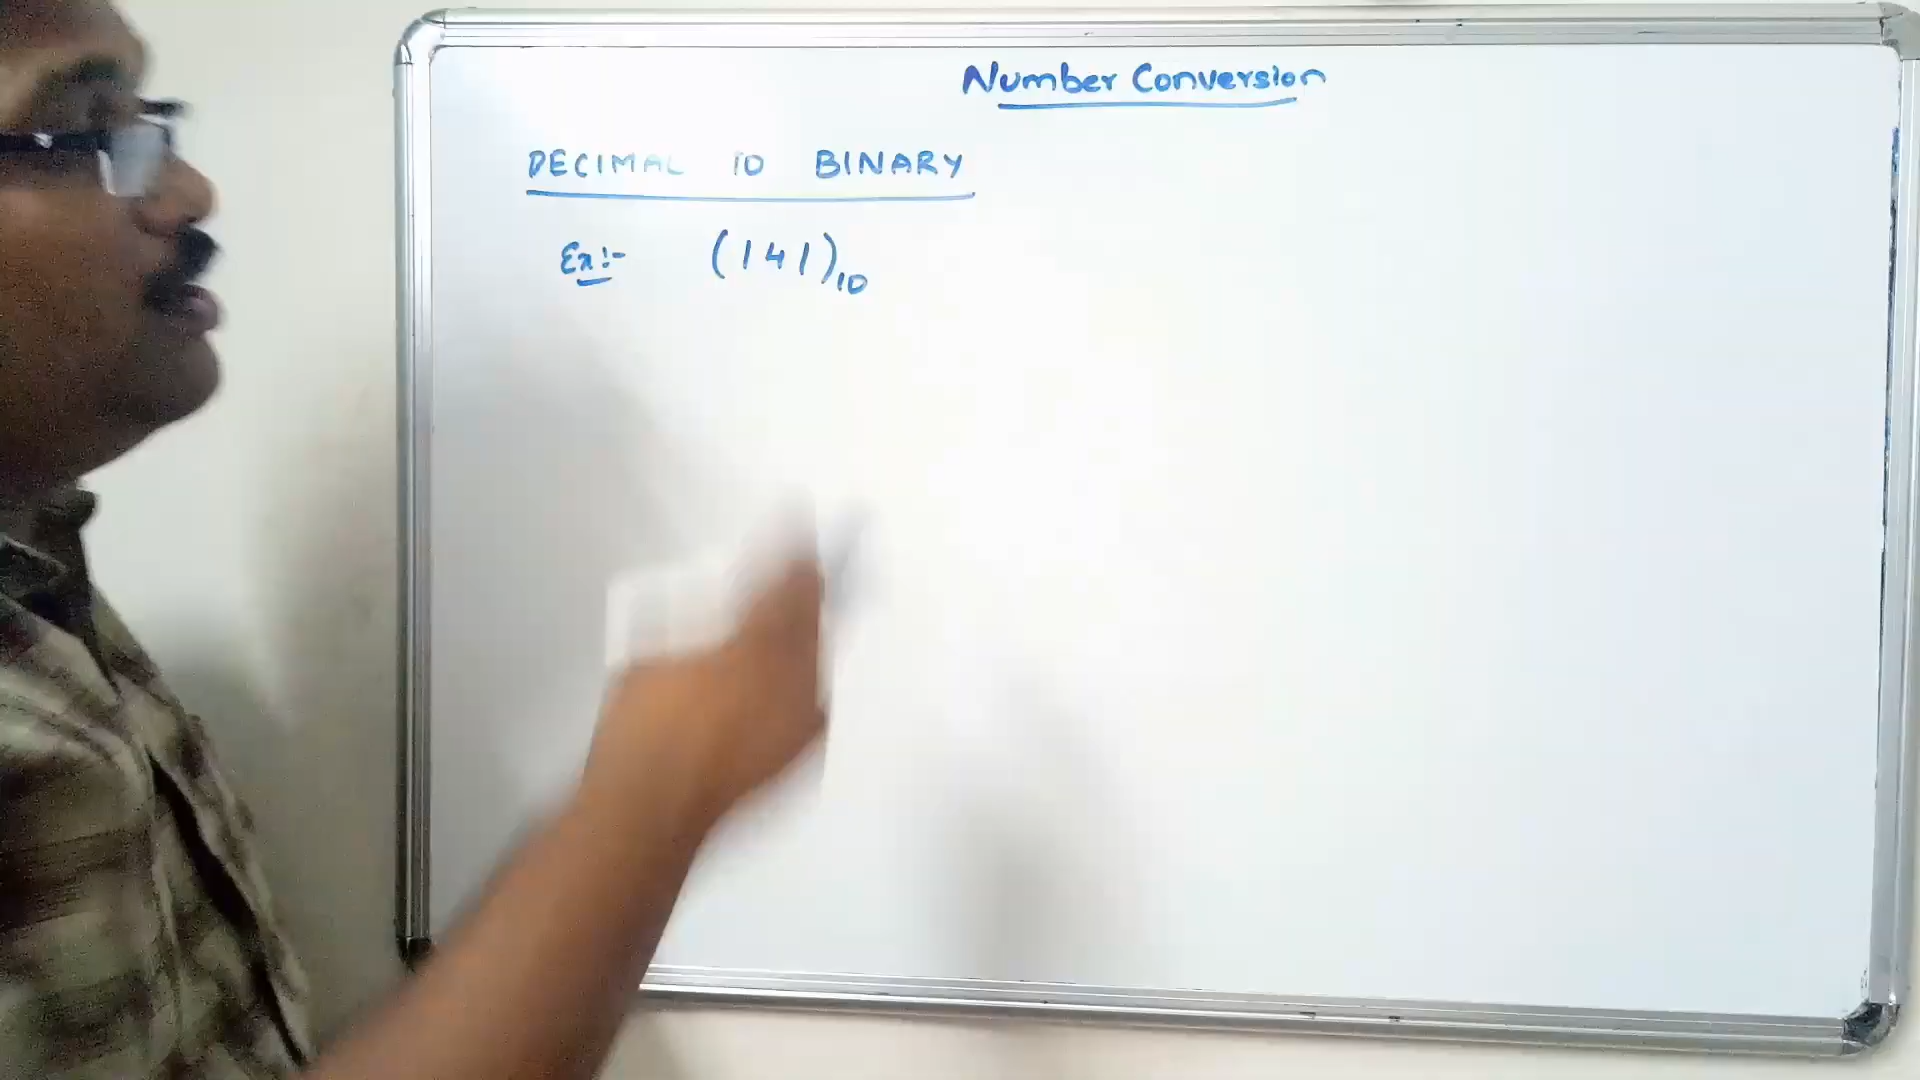 Number Conversion
DECIMAL TO BINARY
Ex:- (141)10